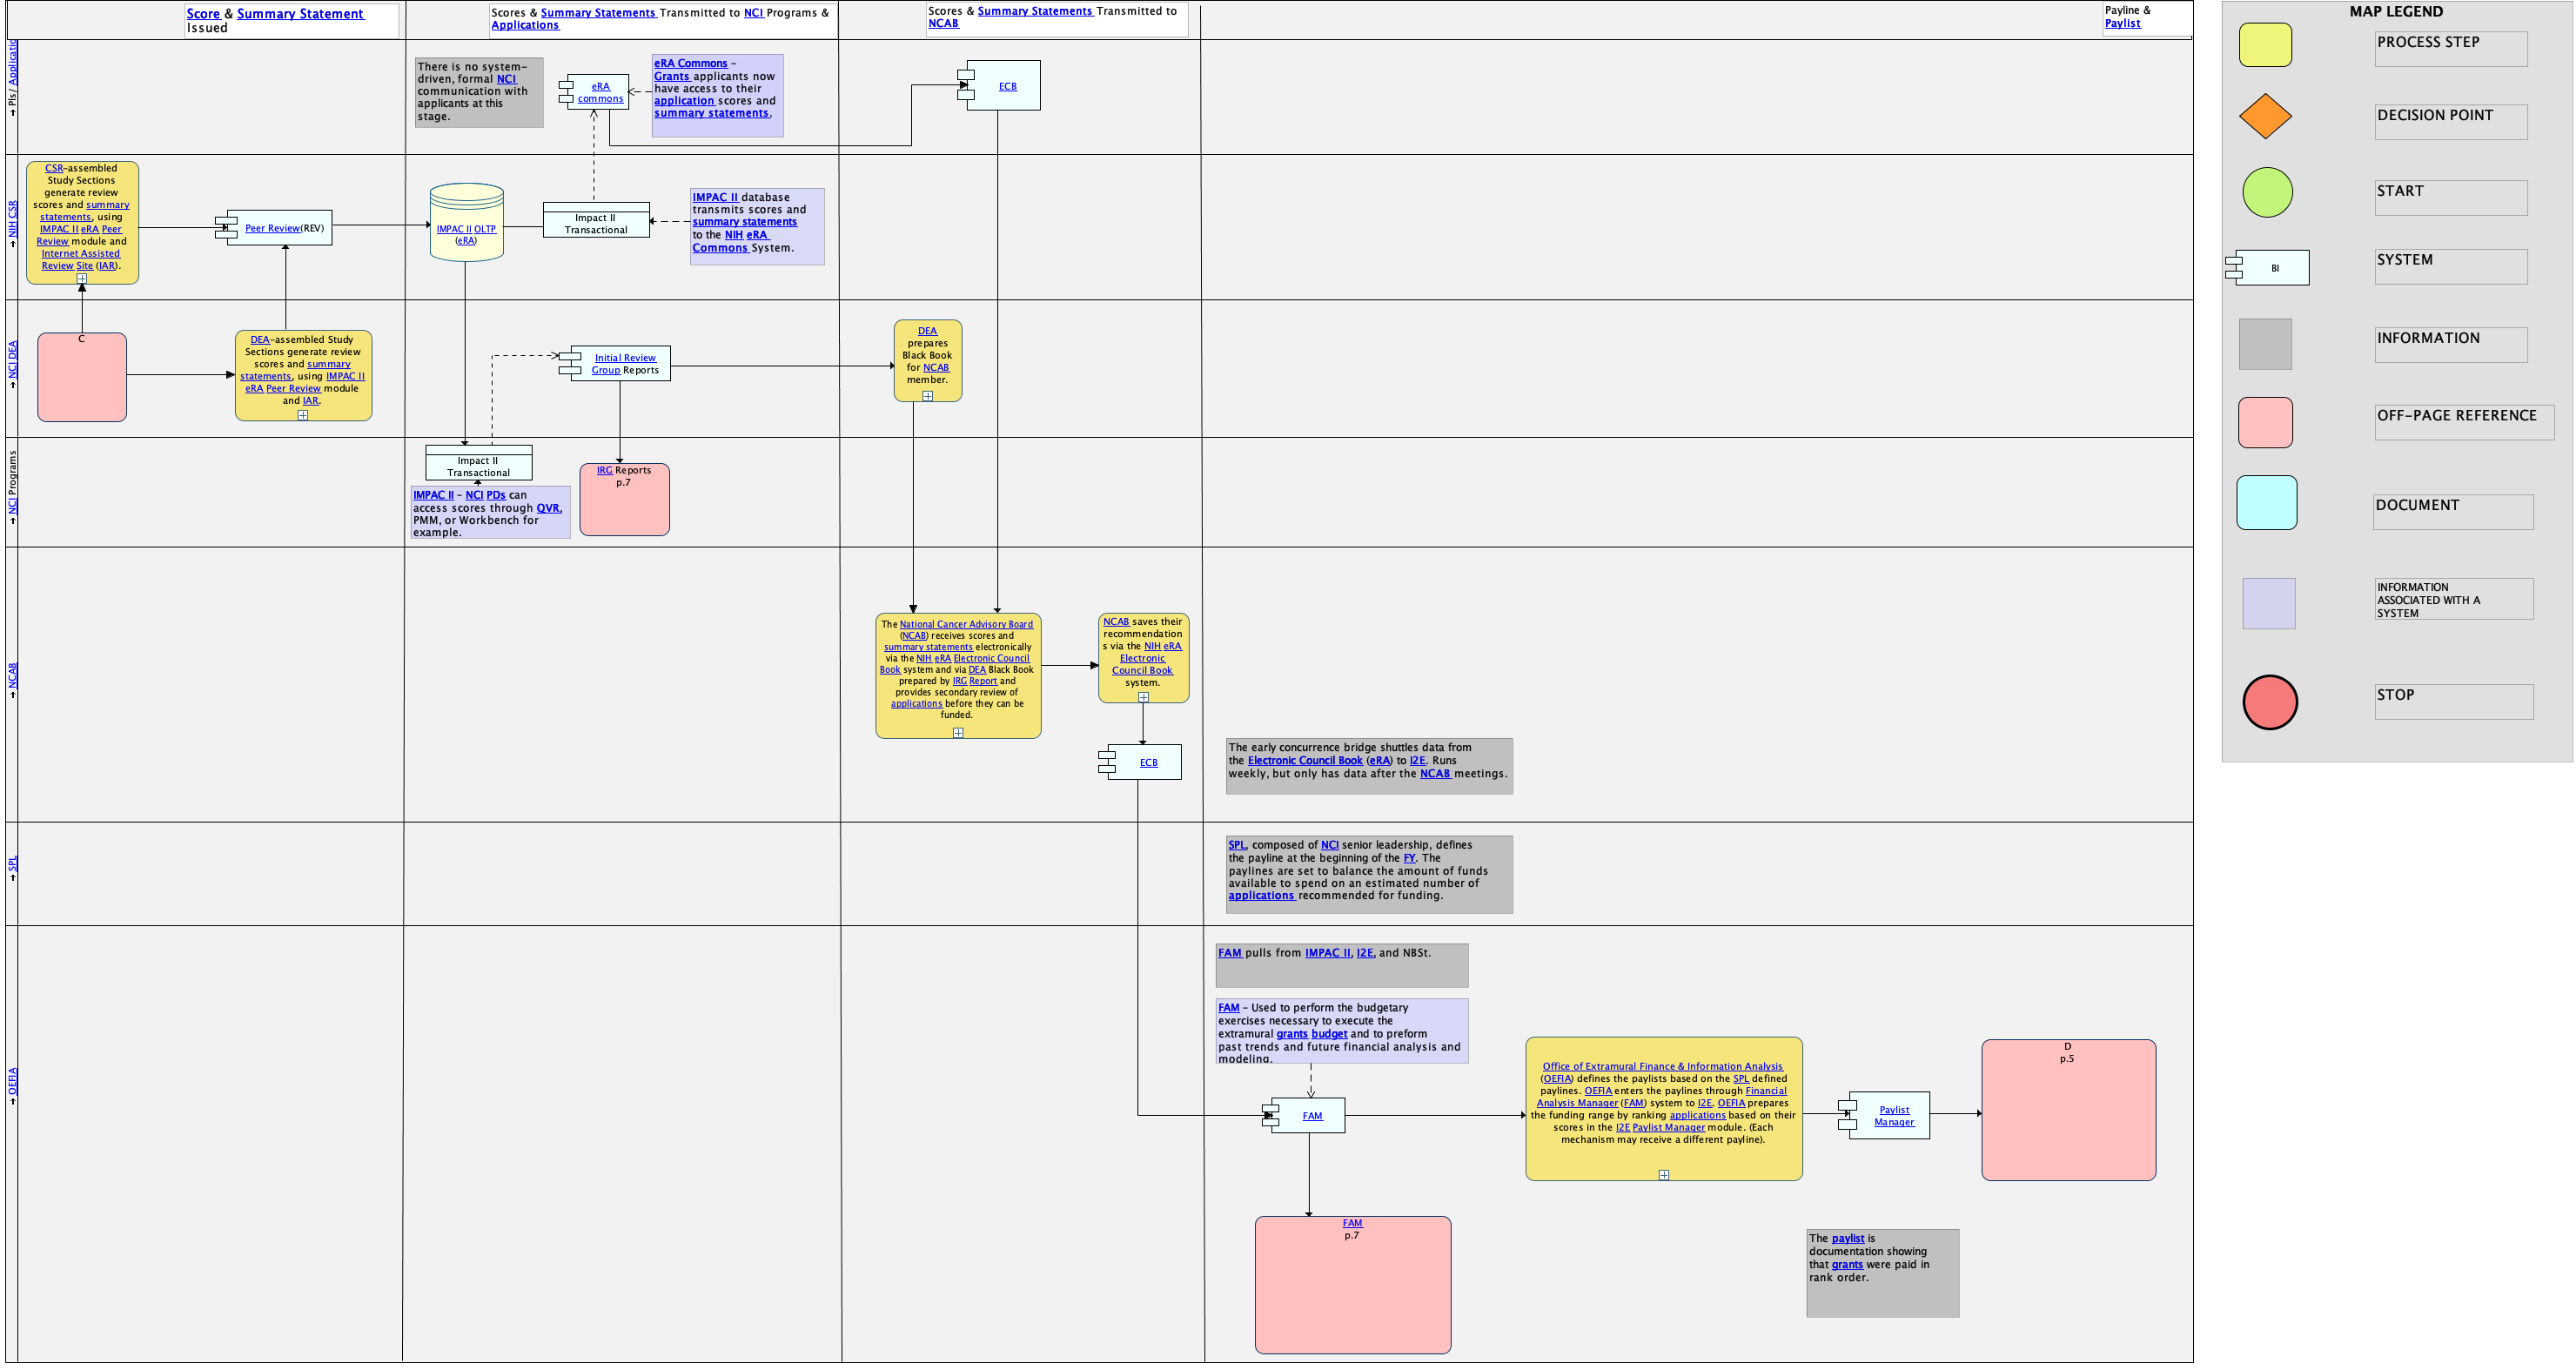 Score & Summary Statement
Issued
Scores & Summary Statements Transmitted to NCI Programs &
Applications
Scores & Summary Statements Transmitted to
NCAB
Payline &
Paylist
PIs/ Applicatio
There is no system-
driven, formal NCI
communication with
applicants at this
stage.
eRA
commons
eRA Commons -
Grants applicants now
have access to their
application scores and
summary statements.
ECB
NIH CSR
CSR-assembled
Study Sections
generate review
scores and summary
statements, using
IMPAC II eRA Peer
Review module and
Internet Assisted
Review Site (IAR).
Peer Review(REV)
IMPAC II OLTP
(eRA)
Impact II
Transactional
IMPAC II database
transmits scores and
summary statements
to the NIH eRA
Commons System.
NCI DEA
C
DEA-assembled Study
Sections generate review
scores and summary
statements, using IMPAC II
eRA Peer Review module
and IAR.
Initial Review
Group Reports
DEA
prepares
Black Book
for NCAB
member.
NCI Programs
Impact II
Transactional
IMPAC II - NCI PDs can
access scores through QVR,
PMM, or Workbench for
example.
IRG Reports
p.7
NCAB
The National Cancer Advisory Board
(NCAB) receives scores and
summary statements electronically
via the NIH eRA Electronic Council
Book system and via DEA Black Book
prepared by IRG Report and
provides secondary review of
applications before they can be
funded.
NCAB saves their
recommendation
s via the NIH eRA
Electronic
Council Book
system.
ECB
The early concurrence bridge shuttles data from
the Electronic Council Book (eRA) to I2E. Runs
weekly, but only has data after the NCAB meetings.
SPL
SPL, composed of NCI senior leadership, defines
the payline at the beginning of the FY. The
paylines are set to balance the amount of funds
available to spend on an estimated number of
applications recommended for funding.
OEFIA
FAM pulls from IMPAC II, I2E, and NBSt.
FAM - Used to perform the budgetary
exercises necessary to execute the
extramural grants budget and to preform
past trends and future financial analysis and
modeling.
FAM
Office of Extramural Finance & Information Analysis
(OEFIA) defines the paylists based on the SPL defined
paylines. OEFIA enters the paylines through Financial
Analysis Manager (FAM) system to I2E. OEFIA prepares
the funding range by ranking applications based on their
scores in the I2E Paylist Manager module. (Each
mechanism may receive a different payline).
Paylist
Manager
D
p.5
FAM
p.7
The paylist is
documentation showing
that grants were paid in
rank order.
MAP LEGEND
PROCESS STEP
DECISION POINT
START
BI
SYSTEM
INFORMATION
OFF-PAGE REFERENCE
DOCUMENT
INFORMATION
ASSOCIATED WITH A
SYSTEM
STOP